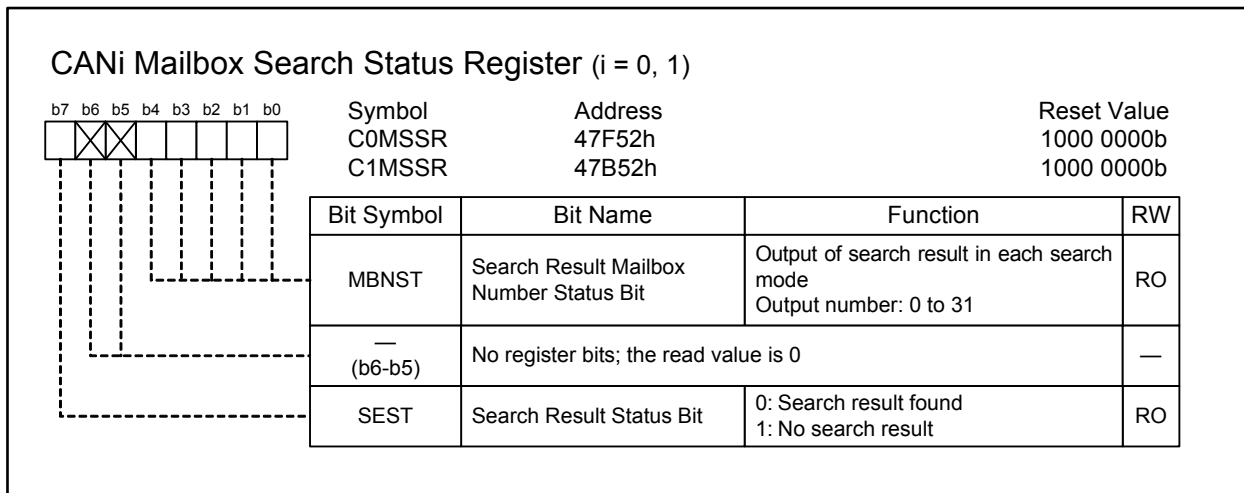 CANi Mailbox Search Status Register (i = 0, 1)
b7 b6 b5 b4 b3 b2 b1 b0
Symbol Address Reset Value
C0MSSR 47F52h 1000 0000b
C1MSSR 47B52h 1000 0000b
Bit Symbol Bit Name Function RW
MBNST
Search Result Mailbox
Number Status Bit
Output of search result in each search
mode
Output number: 0 to 31
RO
—
(b6-b5)
No register bits; the read value is 0
—
SEST
Search Result Status Bit
0: Search result found
1: No search result
RO